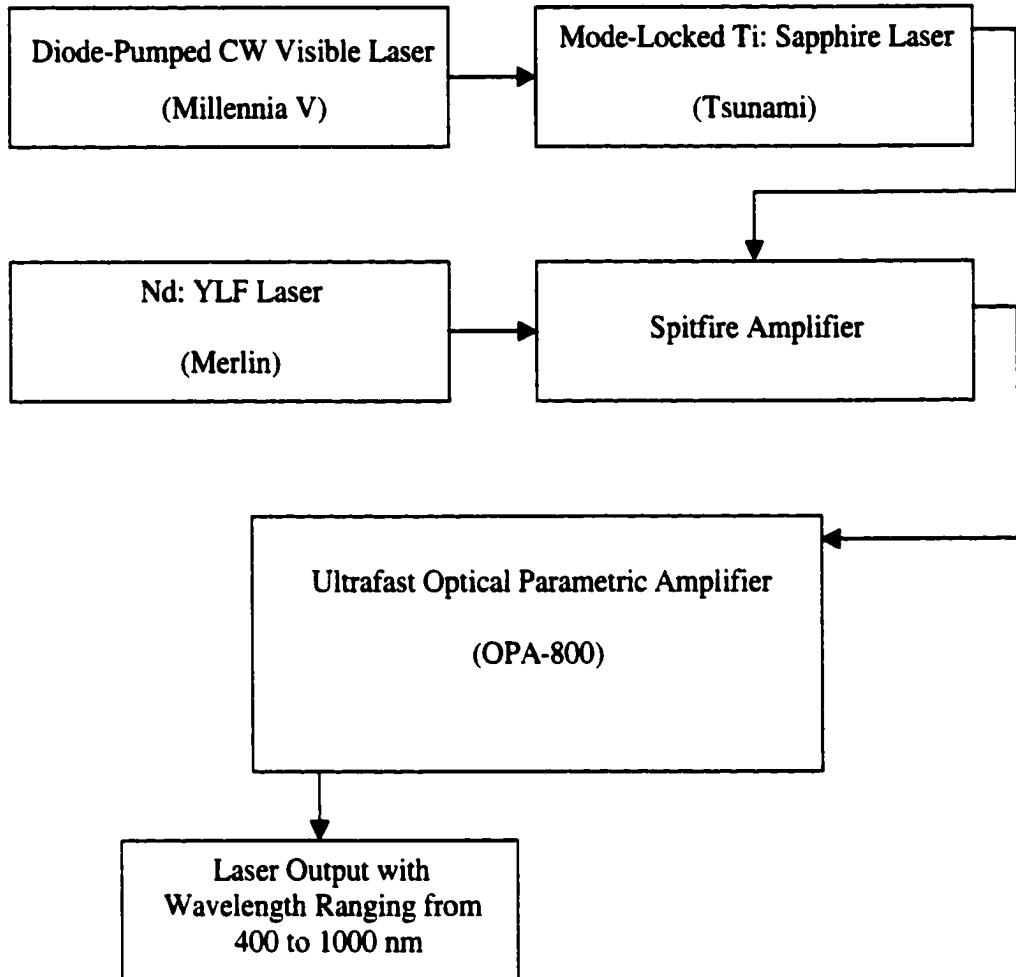 Diode-Pumped CW Visible Laser
(Millennia V)
Mode-Locked Ti: Sapphire Laser
(Tsunami)
Nd: YLF Laser
(Merlin)
Spitfire Amplifier
Ultrafast Optical Parametric Amplifier
(OPA-800)
Laser Output with
Wavelength Ranging from
400 to 1000 nm